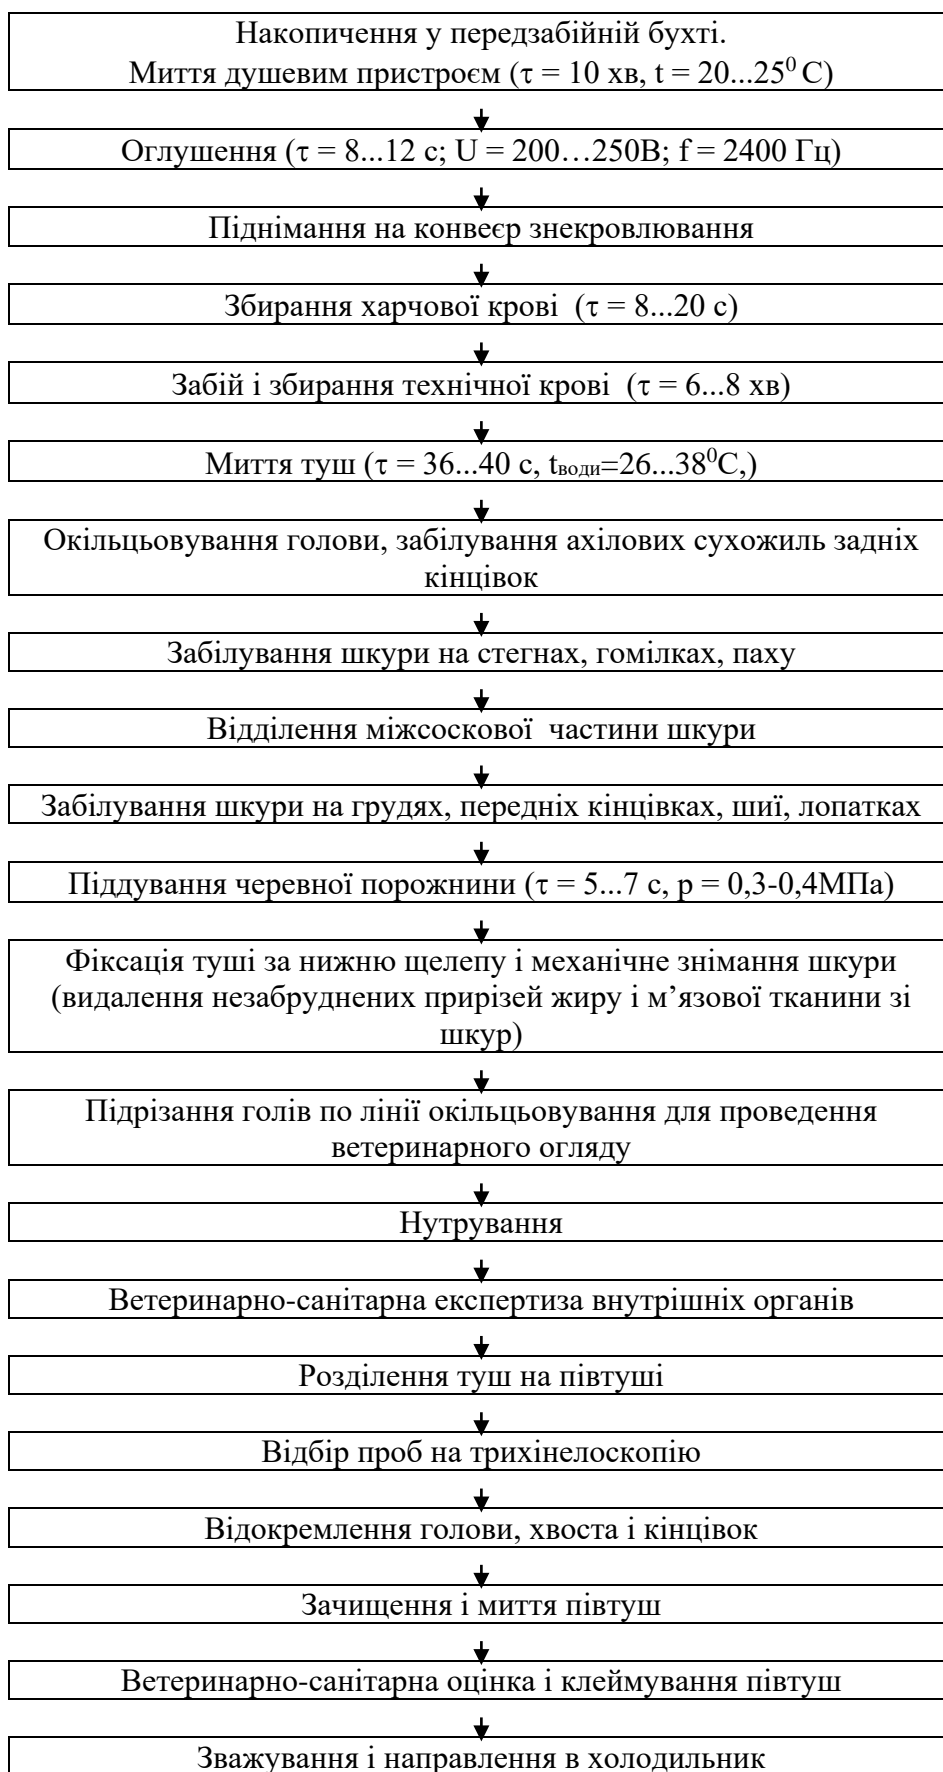 Накопичення у передзабійній бухті.
Миття душевим пристроєм (τ = 10 хв, t = 20...25⁰ С)
Оглушення (τ = 8...12 с; U = 200…250В; f = 2400 Гц)
Піднімання на конвеєр знекровлювання
Збирання харчової крові (τ = 8...20 с)
Забій і збирання технічної крові (τ = 6...8 хв)
Миття туш (τ = 36...40 с, tводи=26...38⁰С,)
Окільцьовування голови, забілування ахілових сухожиль задніх
кінцівок
Забілування шкури на стегнах, гомілках, паху
Відділення міжсоскової частини шкури
Забілування шкури на грудях, передніх кінцівках, шиї, лопатках
Піддування черевної порожнини (τ = 5...7 с, р = 0,3-0,4МПа)
Фіксація туші за нижню щелепу і механічне знімання шкури
(видалення незабруднених прирізей жиру і м’язової тканини зі
шкур)
Підрізання голів по лінії окільцьовування для проведення
ветеринарного огляду
Нутрування
Ветеринарно-санітарна експертиза внутрішніх органів
Розділення туш на півтуші
Відбір проб на трихінелоскопію
Відокремлення голови, хвоста і кінцівок
Зачищення і миття півтуш
Ветеринарно-санітарна оцінка і клеймування півтуш
Зважування і направлення в холодильник